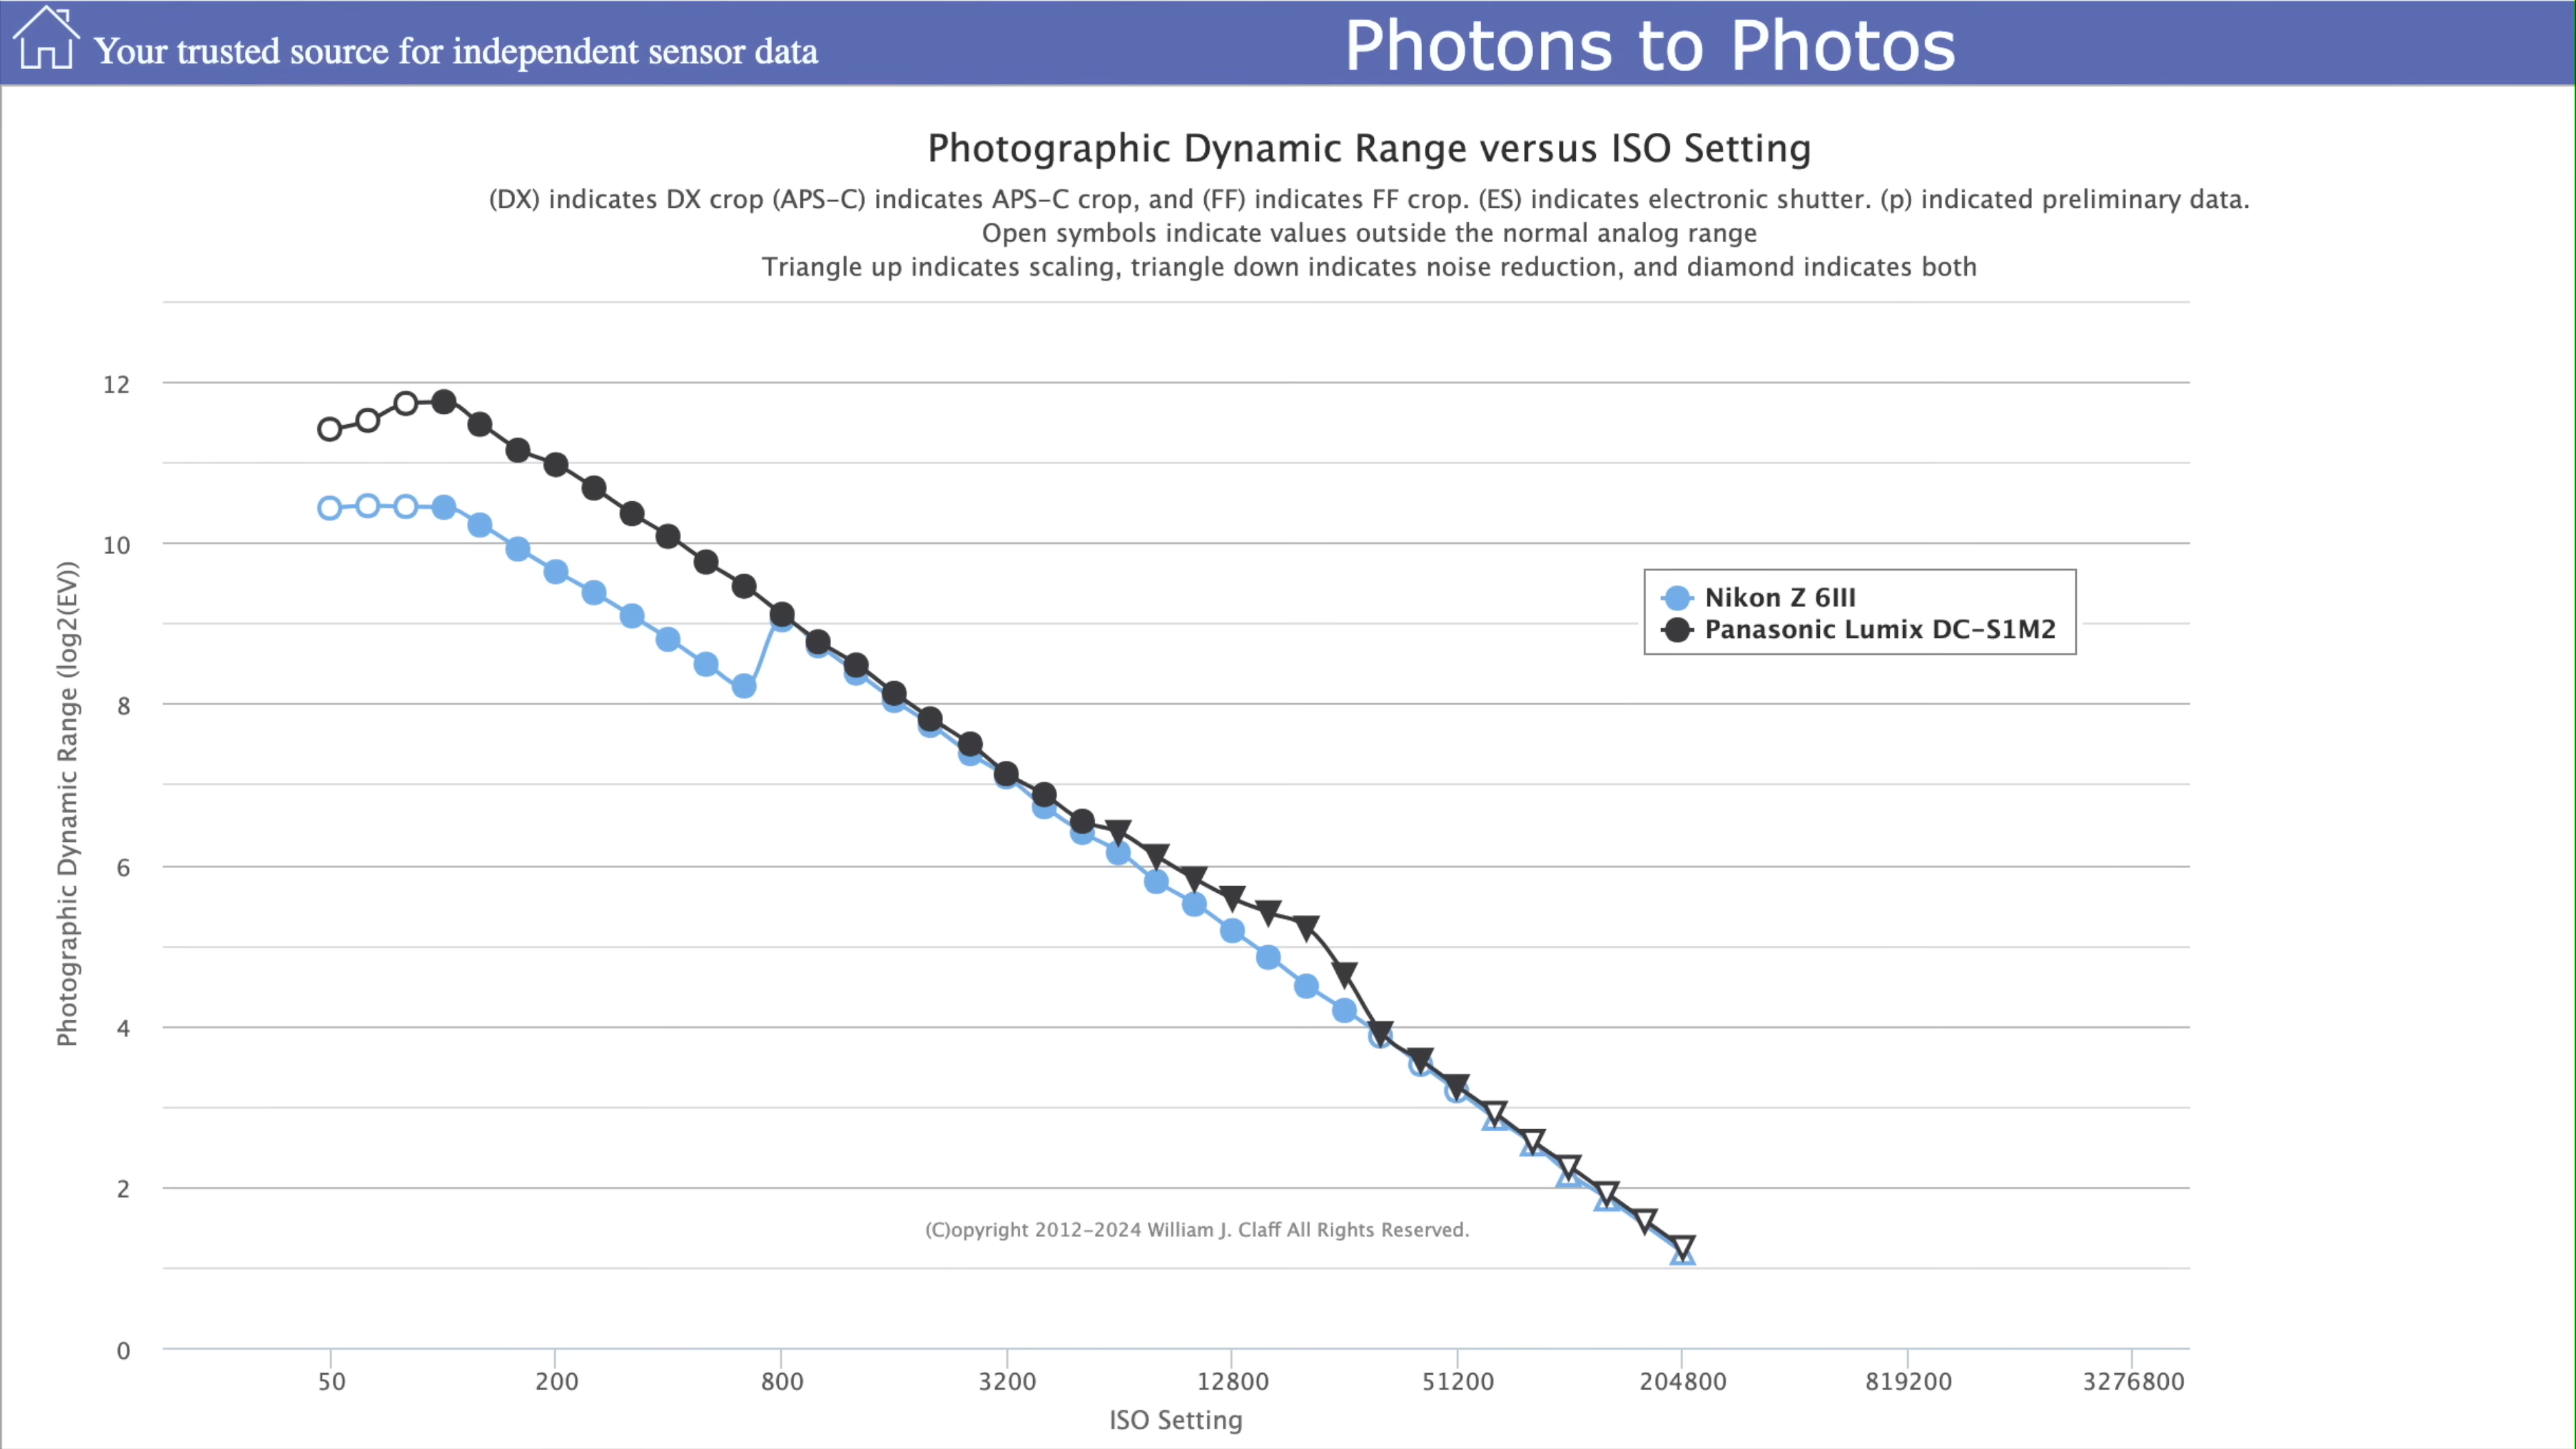 Your trusted source for independent sensor data
Photons to Photos
Photographic Dynamic Range versus ISO Setting
(DX) indicates DX crop (APS-C) indicates APS-C crop, and (FF) indicates FF crop. (ES) indicates electronic shutter. (p) indicated preliminary data.
Open symbols indicate values outside the normal analog range
Triangle up indicates scaling, triangle down indicates noise reduction, and diamond indicates both
Photographic Dynamic Range (log2(EV))
12
10
8
6
4
2
0
Nikon Z 6III
Panasonic Lumix DC-S1M2
(C)opyright 2012-2024 William J. Claff All Rights Reserved.
50 200 800 3200 12800 51200 204800 819200 3276800
ISO Setting